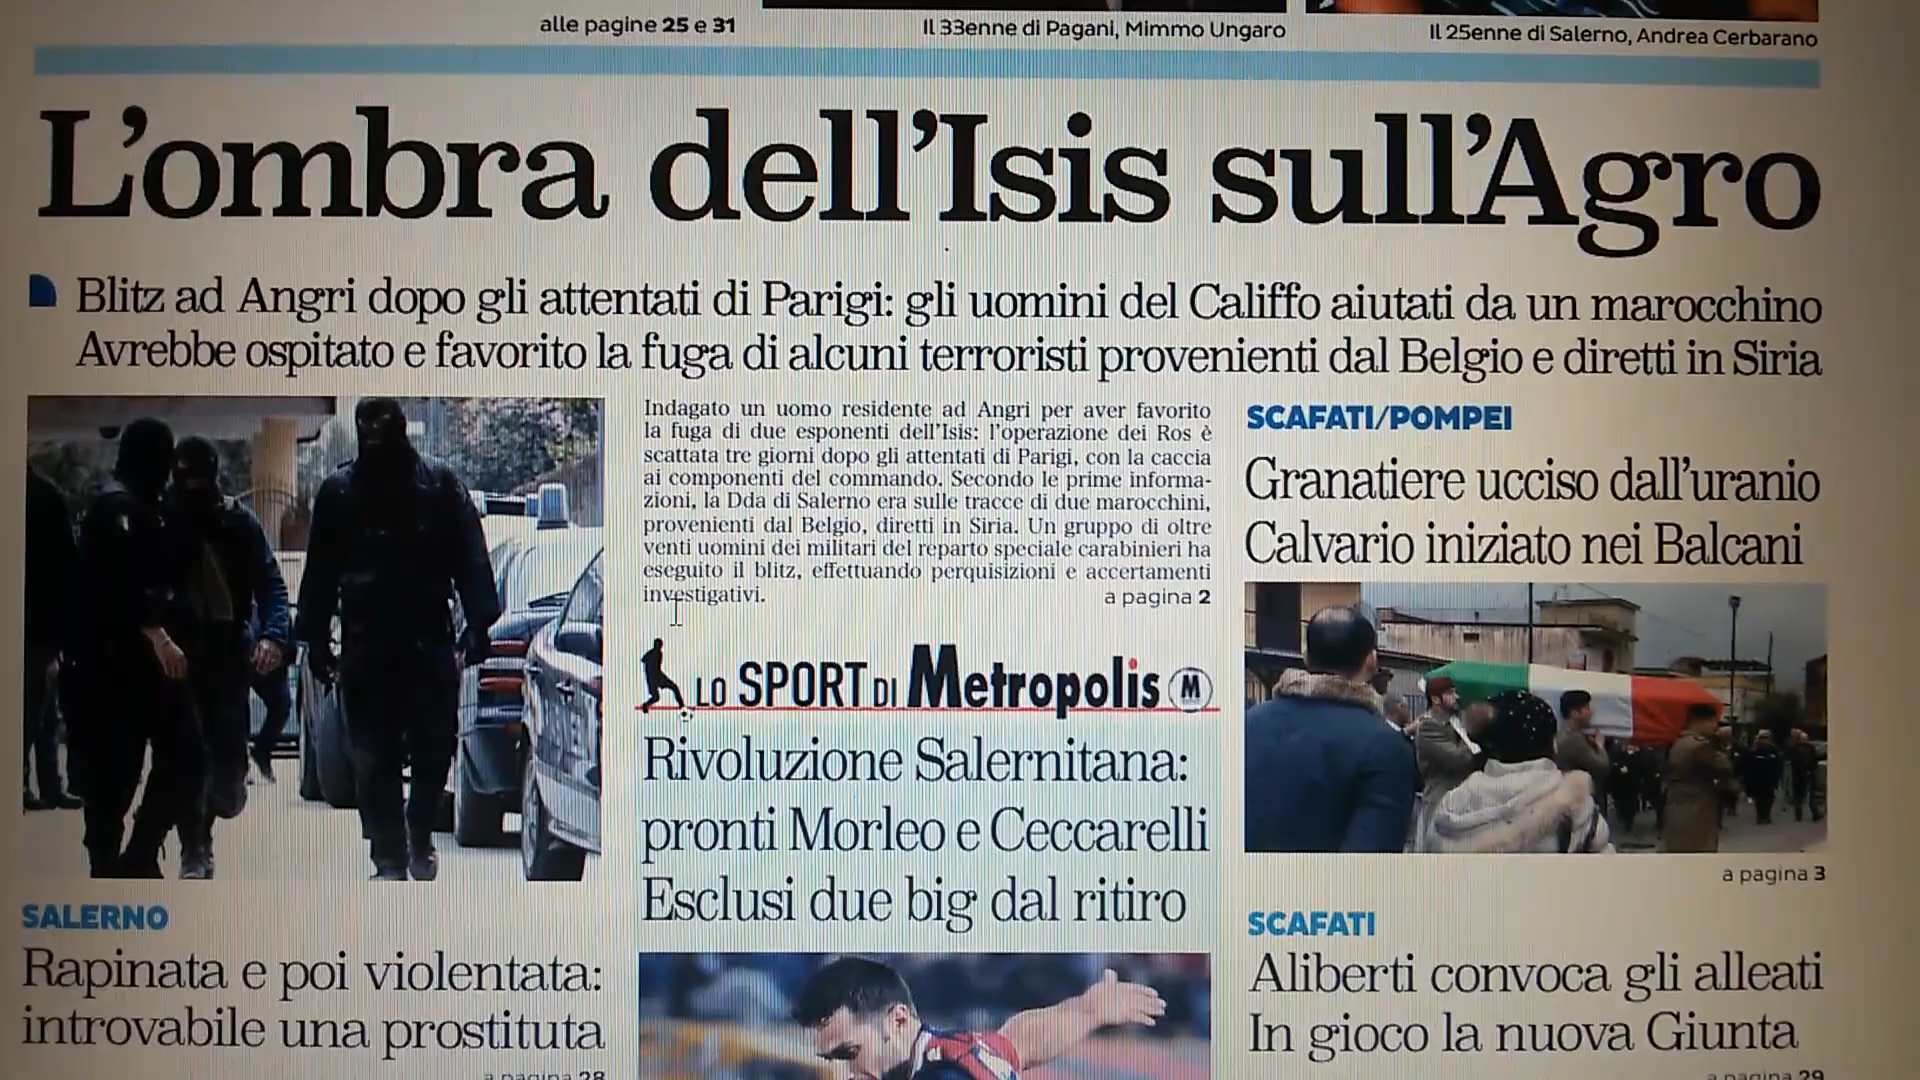 alle pagine 25 e 31
Il 33enne di Pagani, Mimmo Ungaro
Il 25enne di Salerno, Andrea Cerbarano
L'ombra dell'Isis sull'Agro
Blitz ad Angri dopo gli attentati di Parigi: gli uomini del Califfo aiutati da un marocchino
Avrebbe ospitato e favorito la fuga di alcuni terroristi provenienti dal Belgio e diretti in Siria
Indagato un uomo residente ad Angri per aver favorito
la fuga di due esponenti dell'Isis: l'operazione dei Ros è
scattata tre giorni dopo gli attentati di Parigi, con la caccia
ai componenti del commando. Secondo le prime informa-
zioni, la Dda di Salerno era sulle tracce di due marocchini,
provenienti dal Belgio, diretti in Siria. Un gruppo di oltre
venti uomini dei militari del reparto speciale carabinieri ha
eseguito il blitz, effettuando perquisizioni e accertamenti
investigativi.
a pagina 2
SCAFATI/POMPEI
Granatiere ucciso dall'uranio
Calvario iniziato nei Balcani
a pagina 3
LO SPORT DI Metropolis M
Rivoluzione Salernitana:
pronti Morleo e Ceccarelli
Esclusi due big dal ritiro
SALERNO
Rapinata e poi violentata:
introvabile una prostituta
a pagina 28
SCAFATI
Aliberti convoca gli alleati
In gioco la nuova Giunta
a pagina 29